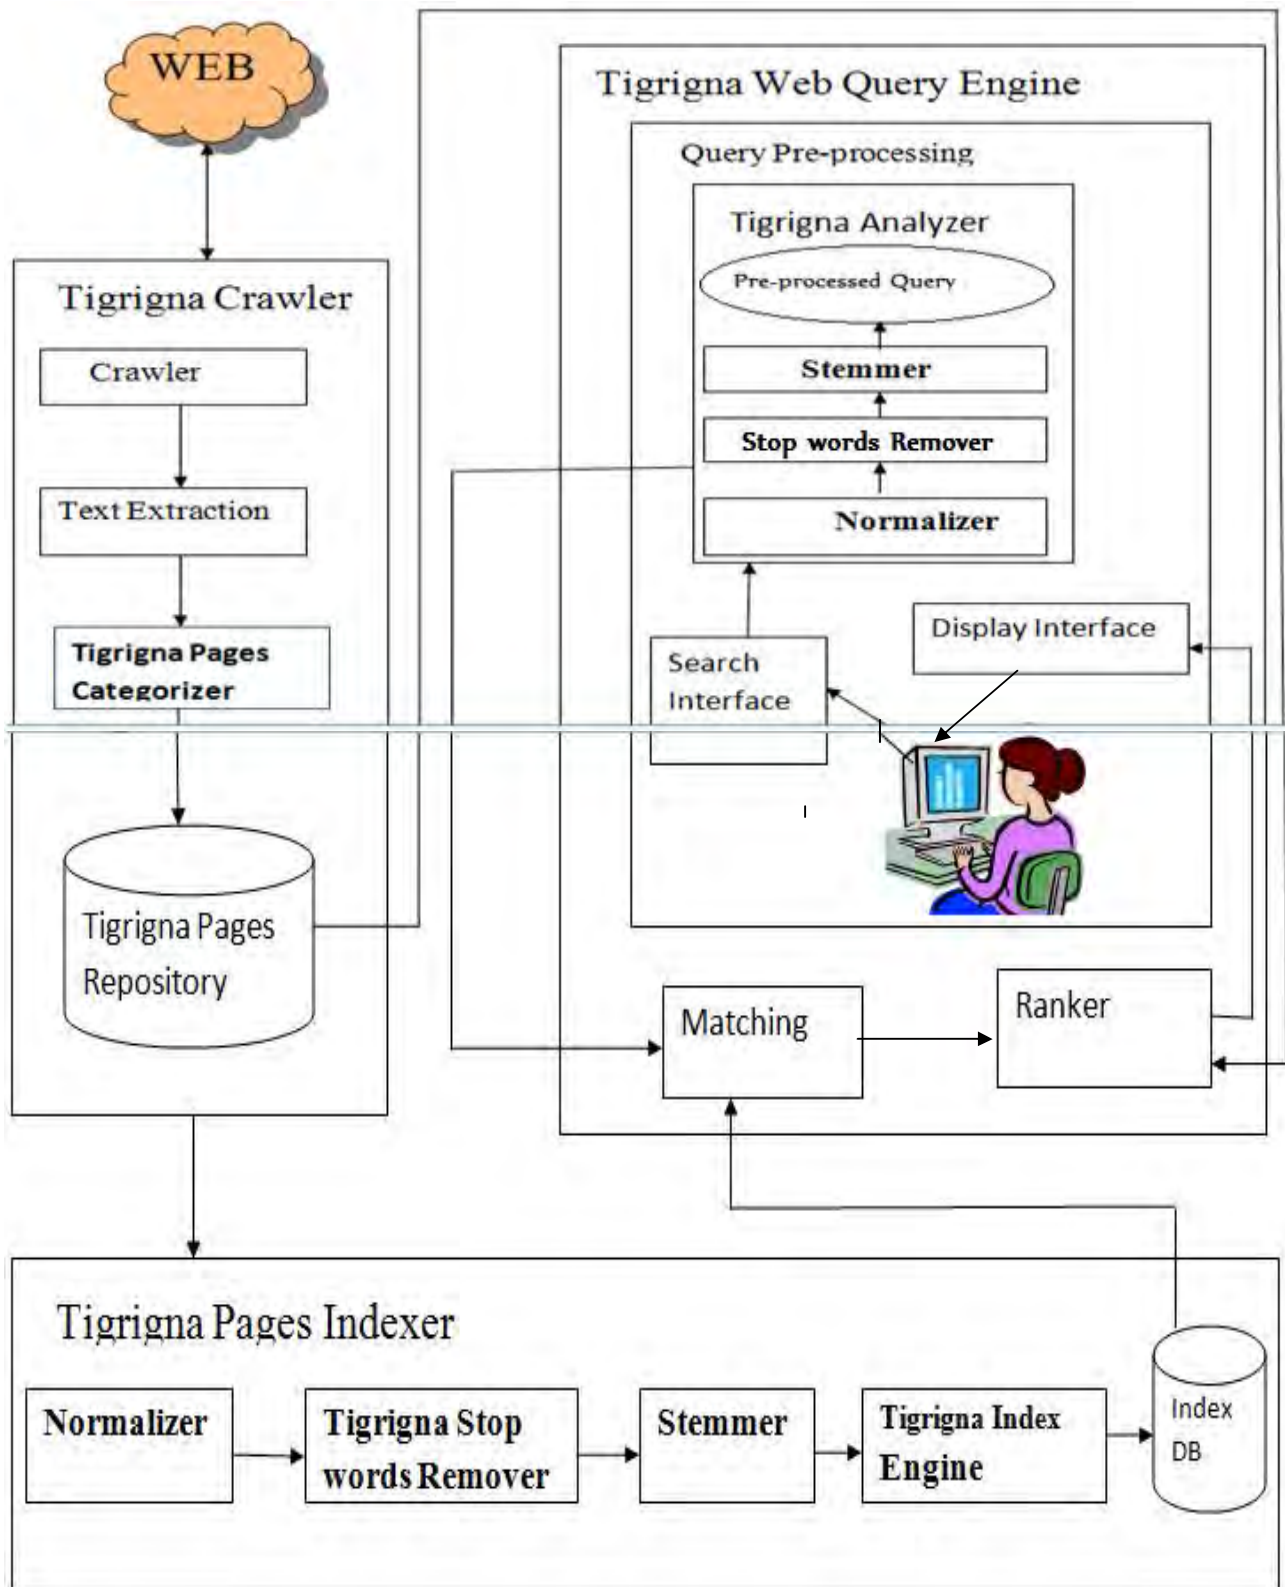 WEB
Tigrigna Crawler
Crawler
Text Extraction
Tigrigna Pages
Categorizer
Tigrigna Pages
Repository
Tigrigna Web Query Engine
Query Pre-processing
Tigrigna Analyzer
Pre-processed Query
Stemmer
Stop words Remover
Normalizer
Search
Interface
Display Interface
Matching
Ranker
Tigrigna Pages Indexer
Normalizer
Tigrigna Stop
words Remover
Stemmer
Tigrigna Index
Engine
Index
DB